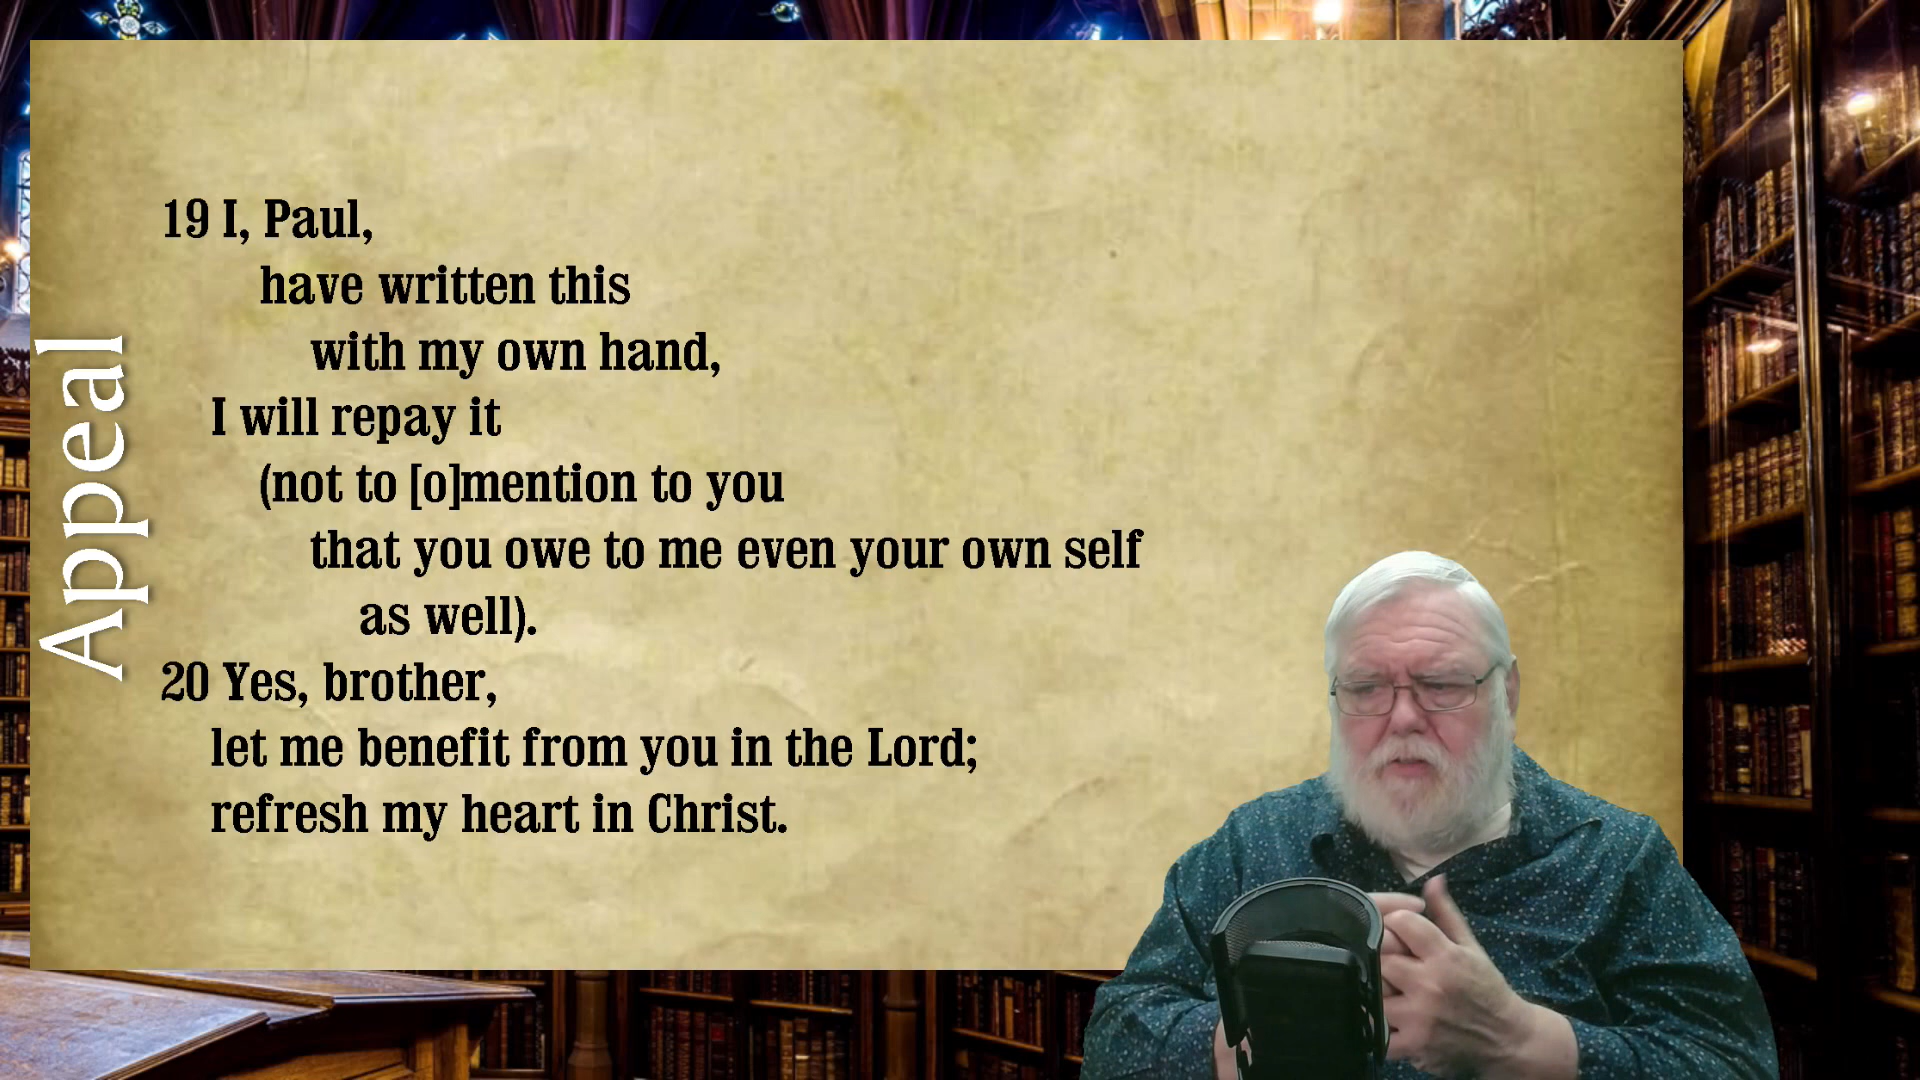 Appeal
19 I, Paul,
have written this
with my own hand,
I will repay it
(not to [o]mention to you
that you owe to me even your own self
as well).
20 Yes, brother,
let me benefit from you in the Lord;
refresh my heart in Christ.